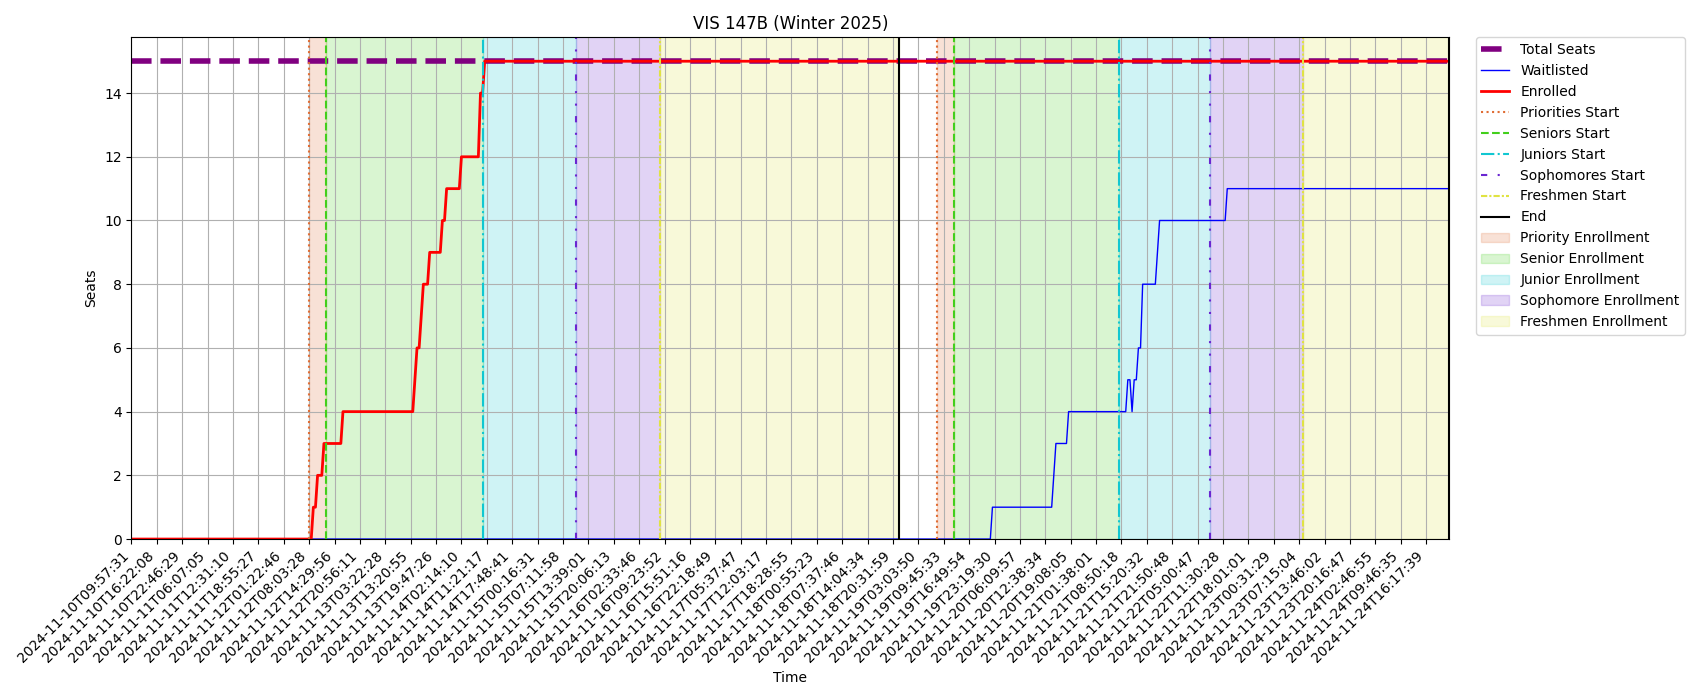 VIS 147B (Winter 2025)
Seats
14
12
10
8
6
4
2
0
2024-11-10T09:57:31
2024-11-10T16:22:08
2024-11-10T22:46:29
2024-11-11T06:07:05
2024-11-11T12:31:10
2024-11-11T18:55:27
2024-11-12T01:22:46
2024-11-12T08:03:28
2024-11-12T14:29:56
2024-11-12T20:56:11
2024-11-13T03:22:28
2024-11-13T13:20:55
2024-11-13T19:47:26
2024-11-14T02:14:10
2024-11-14T11:21:17
2024-11-14T17:48:41
2024-11-15T00:16:31
2024-11-15T07:11:58
2024-11-15T13:39:01
2024-11-15T20:06:13
2024-11-16T02:33:46
2024-11-16T09:23:52
2024-11-16T15:51:16
2024-11-16T22:18:49
2024-11-17T05:37:47
2024-11-17T12:03:17
2024-11-17T18:28:55
2024-11-18T00:55:23
2024-11-18T07:37:46
2024-11-18T14:04:34
2024-11-18T20:31:59
2024-11-19T03:03:50
2024-11-19T09:45:33
2024-11-19T16:49:54
2024-11-19T23:19:30
2024-11-20T06:09:57
2024-11-20T12:38:34
2024-11-20T19:08:05
2024-11-21T01:38:01
2024-11-21T08:50:18
2024-11-21T15:20:32
2024-11-21T21:50:48
2024-11-22T05:00:47
2024-11-22T11:30:28
2024-11-22T18:01:01
2024-11-23T00:31:29
2024-11-23T07:15:04
2024-11-23T13:46:02
2024-11-23T20:16:47
2024-11-24T02:46:55
2024-11-24T09:46:35
2024-11-24T16:17:39
Time
Total Seats
Waitlisted
Enrolled
Priorities Start
Seniors Start
Juniors Start
Sophomores Start
Freshmen Start
End
Priority Enrollment
Senior Enrollment
Junior Enrollment
Sophomore Enrollment
Freshmen Enrollment